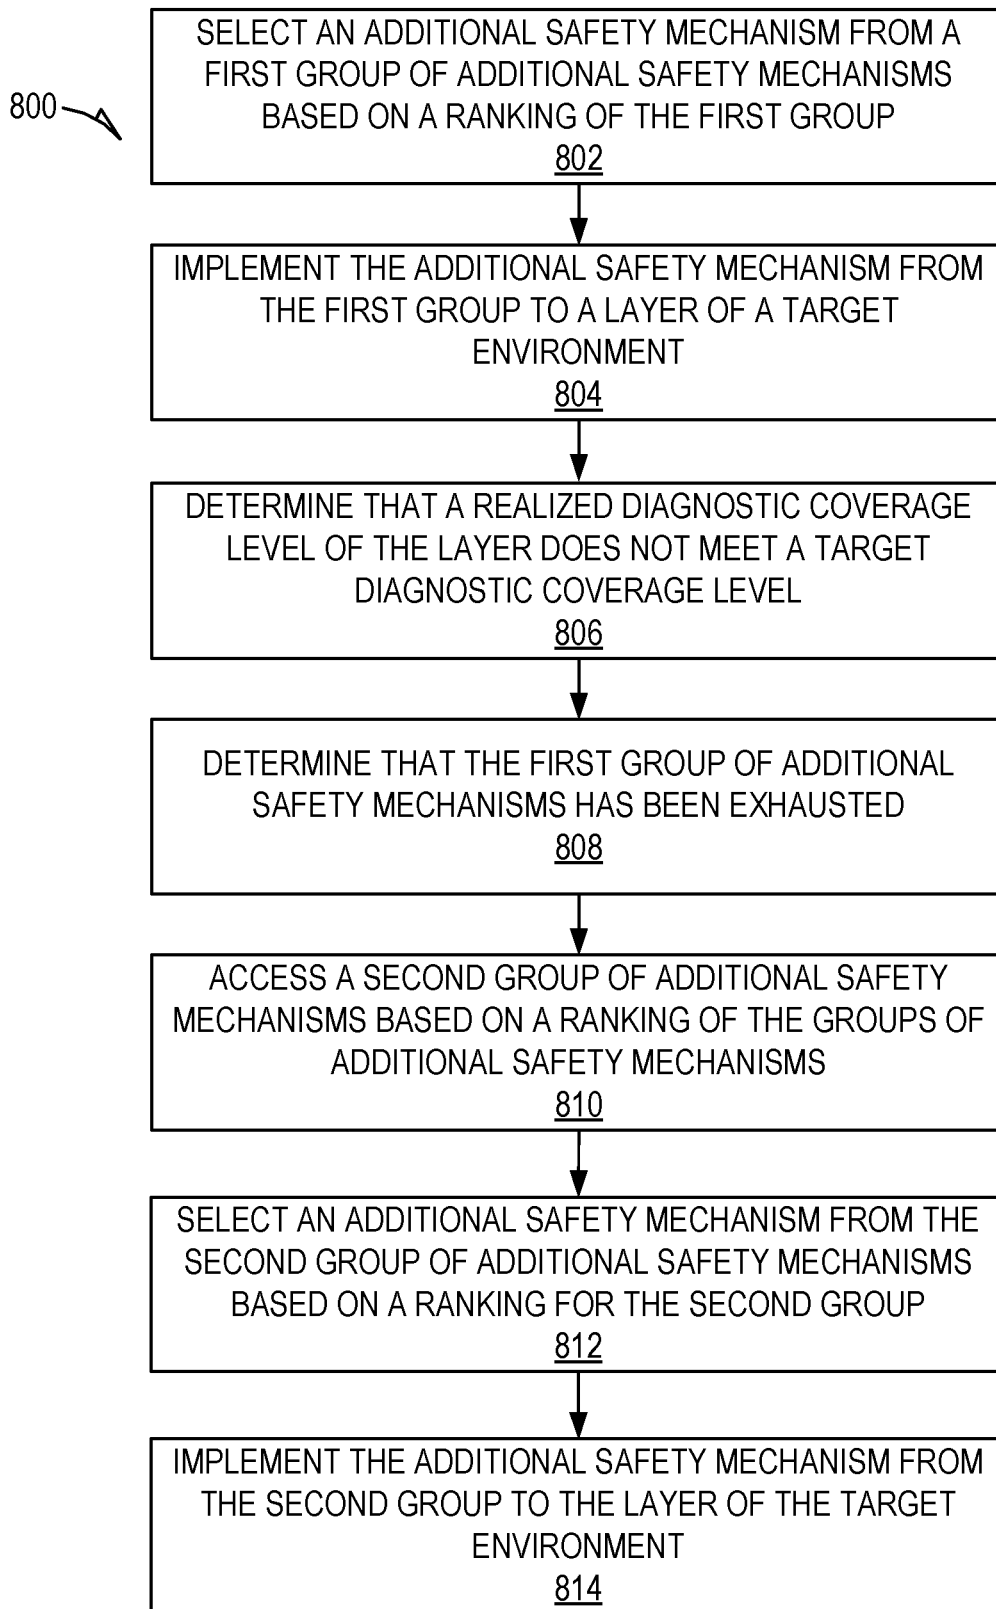 800
SELECT AN ADDITIONAL SAFETY MECHANISM FROM A
FIRST GROUP OF ADDITIONAL SAFETY MECHANISMS
BASED ON A RANKING OF THE FIRST GROUP
802
IMPLEMENT THE ADDITIONAL SAFETY MECHANISM FROM
THE FIRST GROUP TO A LAYER OF A TARGET
ENVIRONMENT
804
DETERMINE THAT A REALIZED DIAGNOSTIC COVERAGE
LEVEL OF THE LAYER DOES NOT MEET A TARGET
DIAGNOSTIC COVERAGE LEVEL
806
DETERMINE THAT THE FIRST GROUP OF ADDITIONAL
SAFETY MECHANISMS HAS BEEN EXHAUSTED
808
ACCESS A SECOND GROUP OF ADDITIONAL SAFETY
MECHANISMS BASED ON A RANKING OF THE GROUPS OF
ADDITIONAL SAFETY MECHANISMS
810
SELECT AN ADDITIONAL SAFETY MECHANISM FROM THE
SECOND GROUP OF ADDITIONAL SAFETY MECHANISMS
BASED ON A RANKING FOR THE SECOND GROUP
812
IMPLEMENT THE ADDITIONAL SAFETY MECHANISM FROM
THE SECOND GROUP TO THE LAYER OF THE TARGET
ENVIRONMENT
814